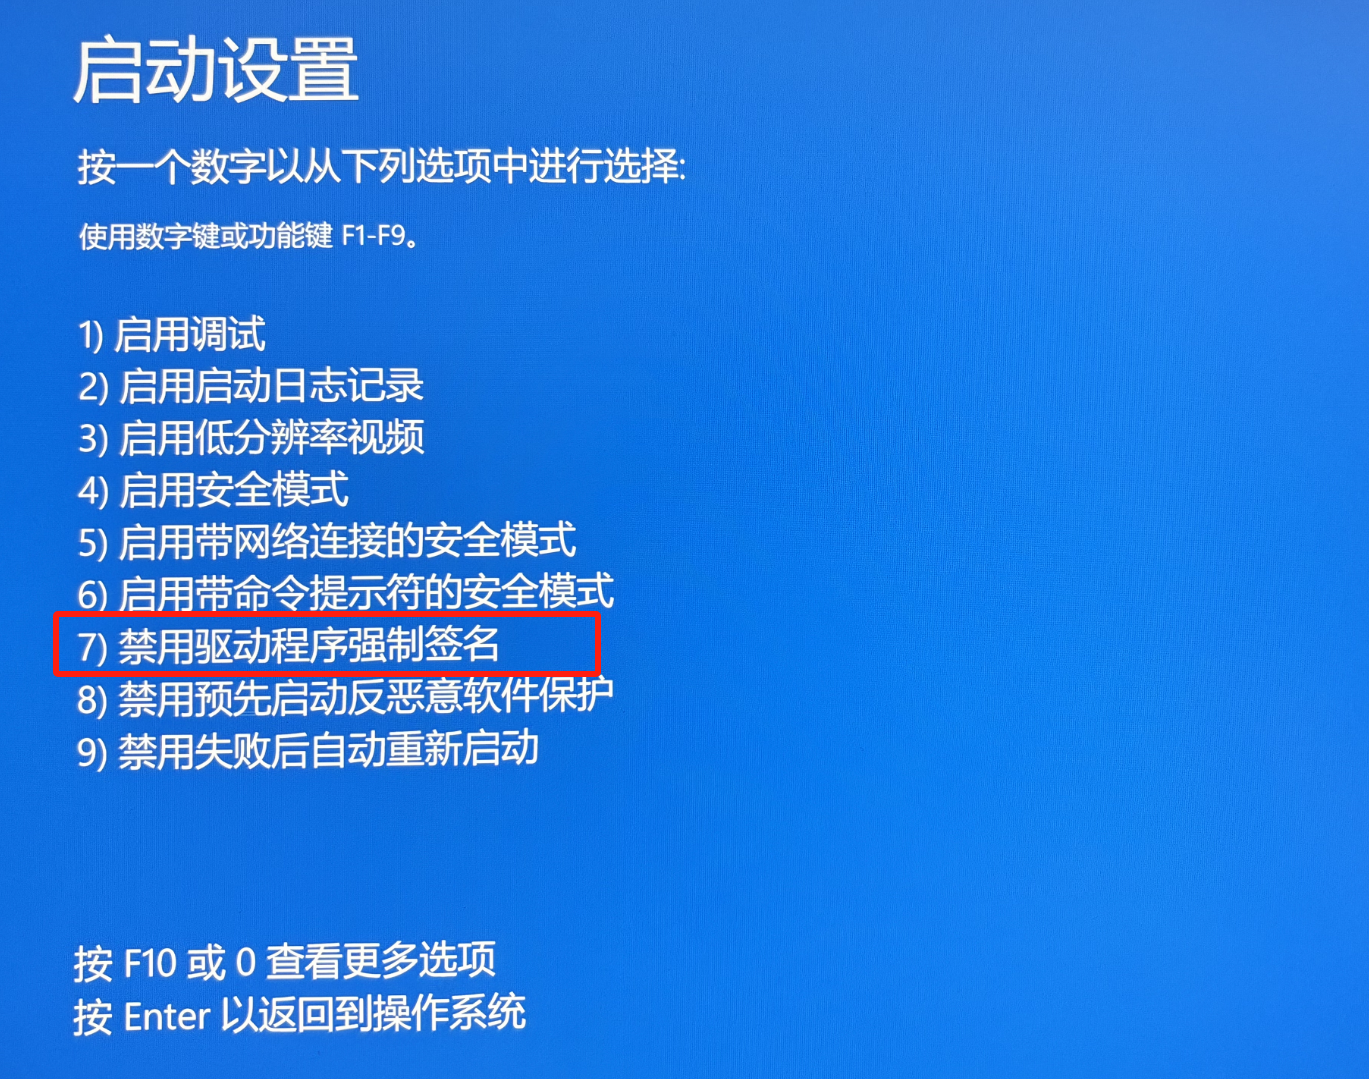 启动设置
按一个数字以从下列选项中进行选择:
使用数字键或功能键 F1-F9。
1) 启用调试
2) 启用启动日志记录
3) 启用低分辨率视频
4) 启用安全模式
5) 启用带网络连接的安全模式
6) 启用带命令提示符的安全模式
7) 禁用驱动程序强制签名
8) 禁用预先启动反恶意软件保护
9) 禁用失败后自动重新启动
按 F10 或 0 查看更多选项
按 Enter 以返回到操作系统